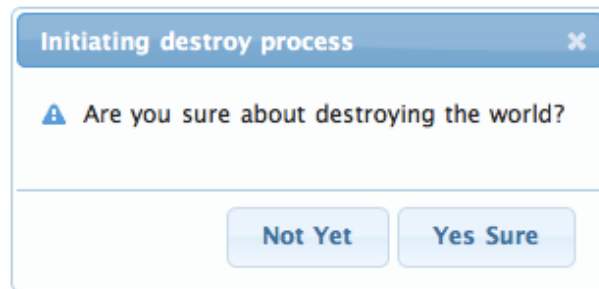 Initiating destroy process
Are you sure about destroying the world?
Not Yet Yes Sure